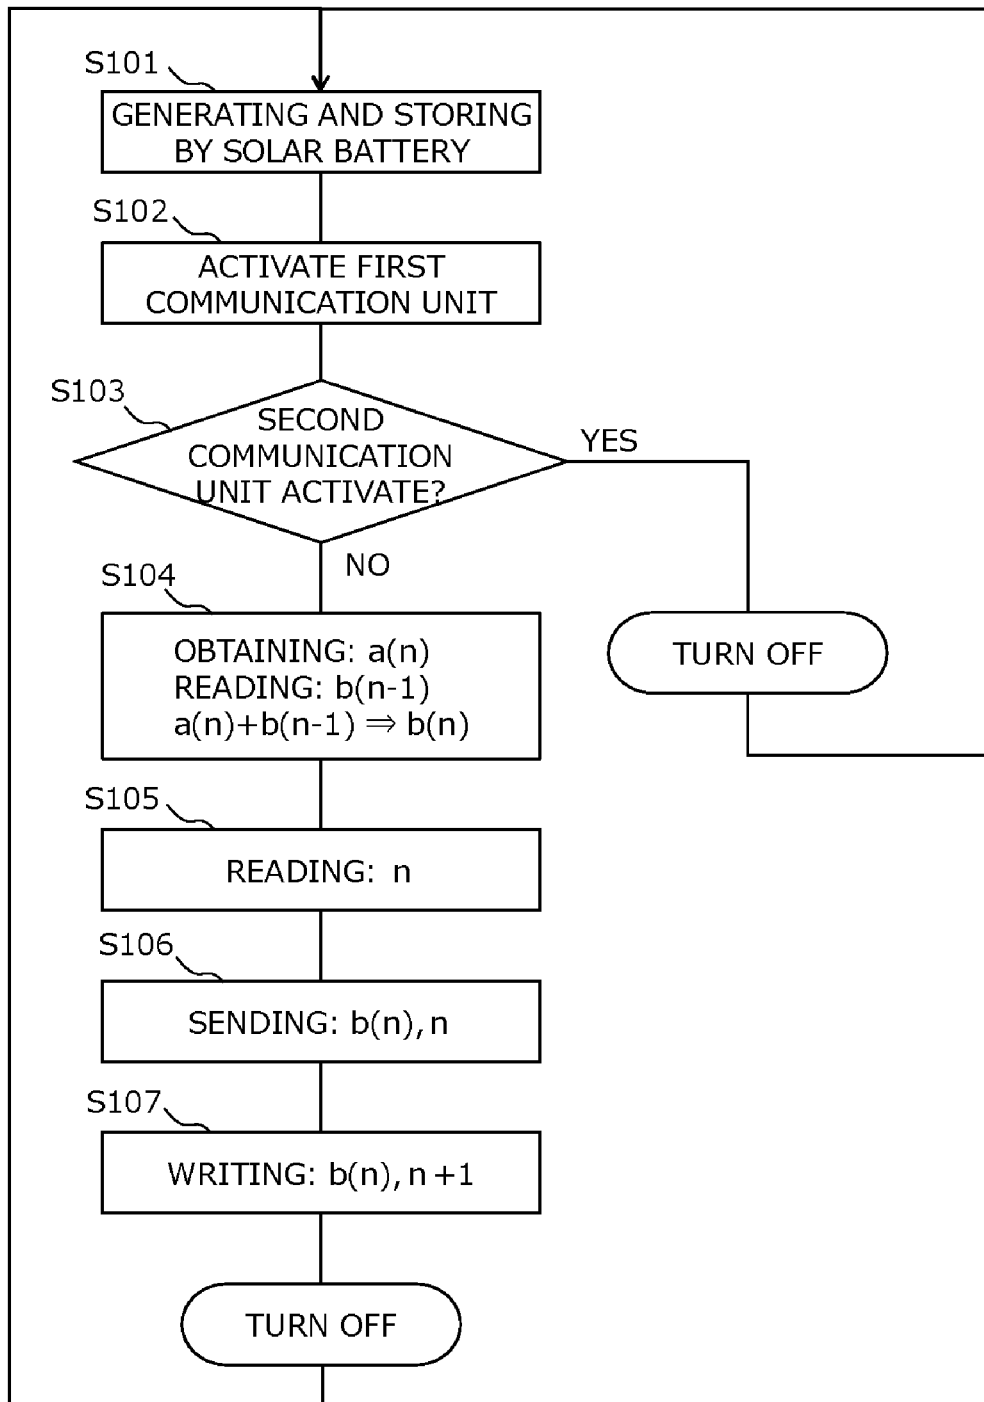 S101
GENERATING AND STORING
BY SOLAR BATTERY
S102
ACTIVATE FIRST
COMMUNICATION UNIT
S103
SECOND
COMMUNICATION
UNIT ACTIVATE?
YES
NO
S104
OBTAINING: a(n)
READING: b(n-1)
a(n)+b(n-1) ⇒ b(n)
TURN OFF
S105
READING: n
S106
SENDING: b(n), n
S107
WRITING: b(n), n+1
TURN OFF